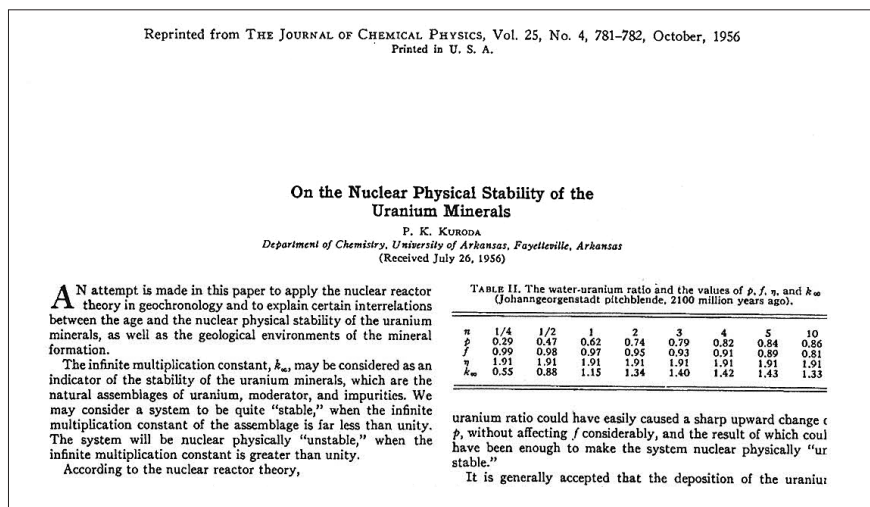 Reprinted from THE JOURNAL OF CHEMICAL PHYSICS, Vol. 25, No. 4, 781–782, October, 1956
Printed in U. S. A.
On the Nuclear Physical Stability of the
Uranium Minerals
P. K. KURODA
Department of Chemistry, University of Arkansas, Fayetteville, Arkansas
(Received July 26, 1956)
AN attempt is made in this paper to apply the nuclear reactor
theory in geochronology and to explain certain interrelations
between the age and the nuclear physical stability of the uranium
minerals, as well as the geological environments of the mineral
formation.
The infinite multiplication constant, k∞, may be considered as an
indicator of the stability of the uranium minerals, which are the
natural assemblages of uranium, moderator, and impurities. We
may consider a system to be quite "stable," when the infinite
multiplication constant of the assemblage is far less than unity.
The system will be nuclear physically "unstable," when the
infinite multiplication constant is greater than unity.
According to the nuclear reactor theory,
TABLE II. The water-uranium ratio and the values of p, f, η, and k∞
(Johanngeorgenstadt pitchblende, 2100 million years ago).
n 1/4 1/2 1 2 3 4 5 10
p 0.29 0.47 0.62 0.74 0.79 0.82 0.84 0.86
f 0.99 0.98 0.97 0.95 0.93 0.91 0.89 0.81
η 1.91 1.91 1.91 1.91 1.91 1.91 1.91 1.91
k∞ 0.55 0.88 1.15 1.34 1.40 1.42 1.43 1.33
uranium ratio could have easily caused a sharp upward change
p, without affecting f considerably, and the result of which
have been enough to make the system nuclear physically
stable."
It is generally accepted that the deposition of the